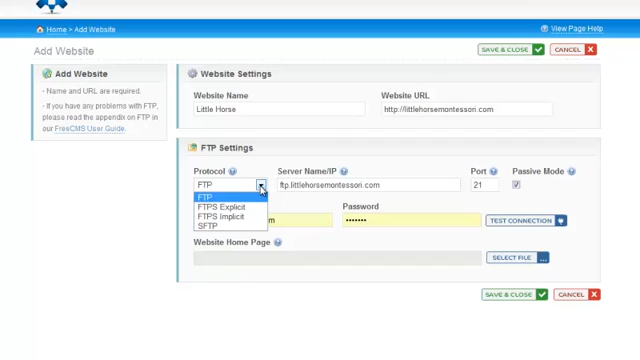 Home > Add Website
View Page Help
Add Website
SAVE & CLOSE
CANCEL
Add Website
- Name and URL are required.
- If you have any problems with FTP,
please read the appendix on FTP in
our FreeCMS User Guide.
Website Settings
Website Name
Website URL
Little Horse
http://littlehorsemontessori.com
FTP Settings
Protocol
Server Name/IP
Port
Passive Mode
FTP
ftp.littlehorsemontessori.com
21
FTP
FTPS Explicit
FTPS Implicit
SFTP
Password
m
•••••••
TEST CONNECTION
Website Home Page
SELECT FILE ...
SAVE & CLOSE
CANCEL